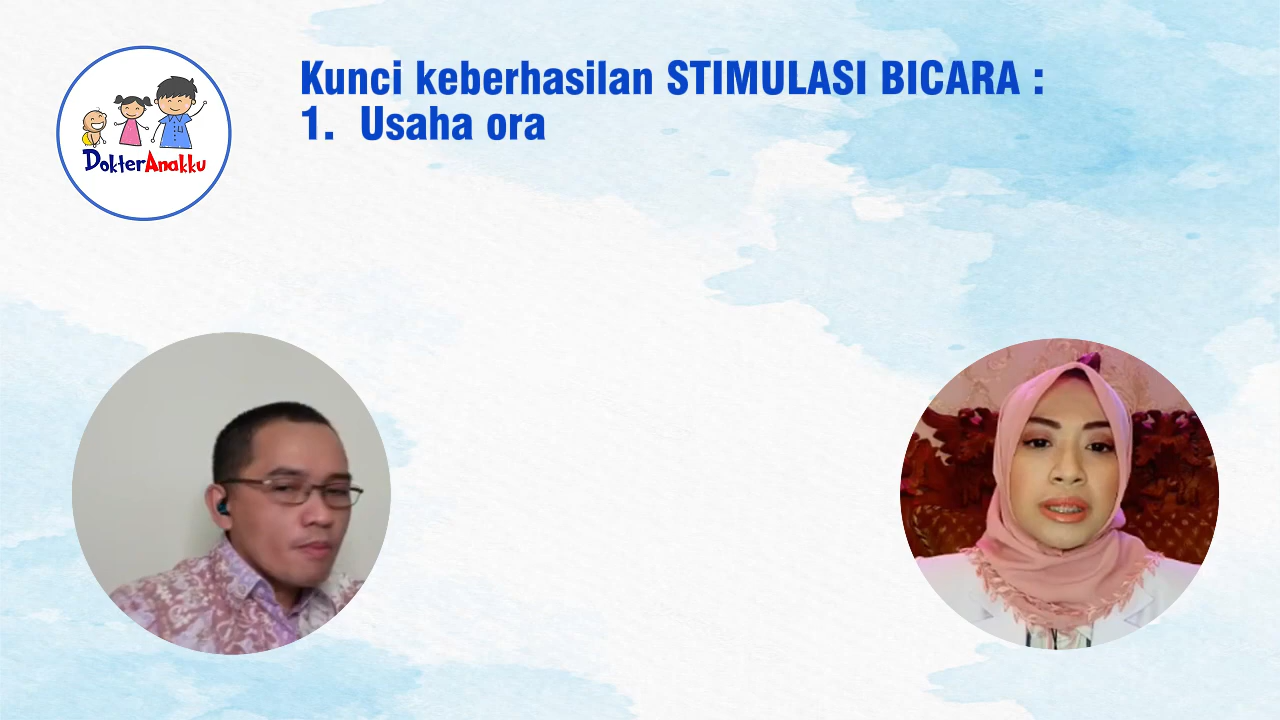 Kunci keberhasilan STIMULASI BICARA :
1. Usaha ora
DokterAnakku